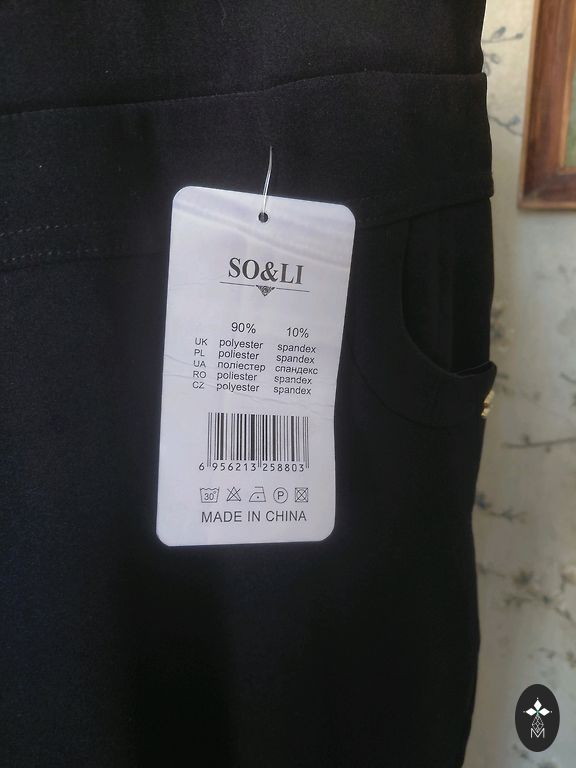 SO&LI
90% 10%
UK polyester spandex
PL poliester spandex
UA поліестер спандекс
RO poliester spandex
CZ polyester spandex
6 956213 258803
30°
P
MADE IN CHINA
M